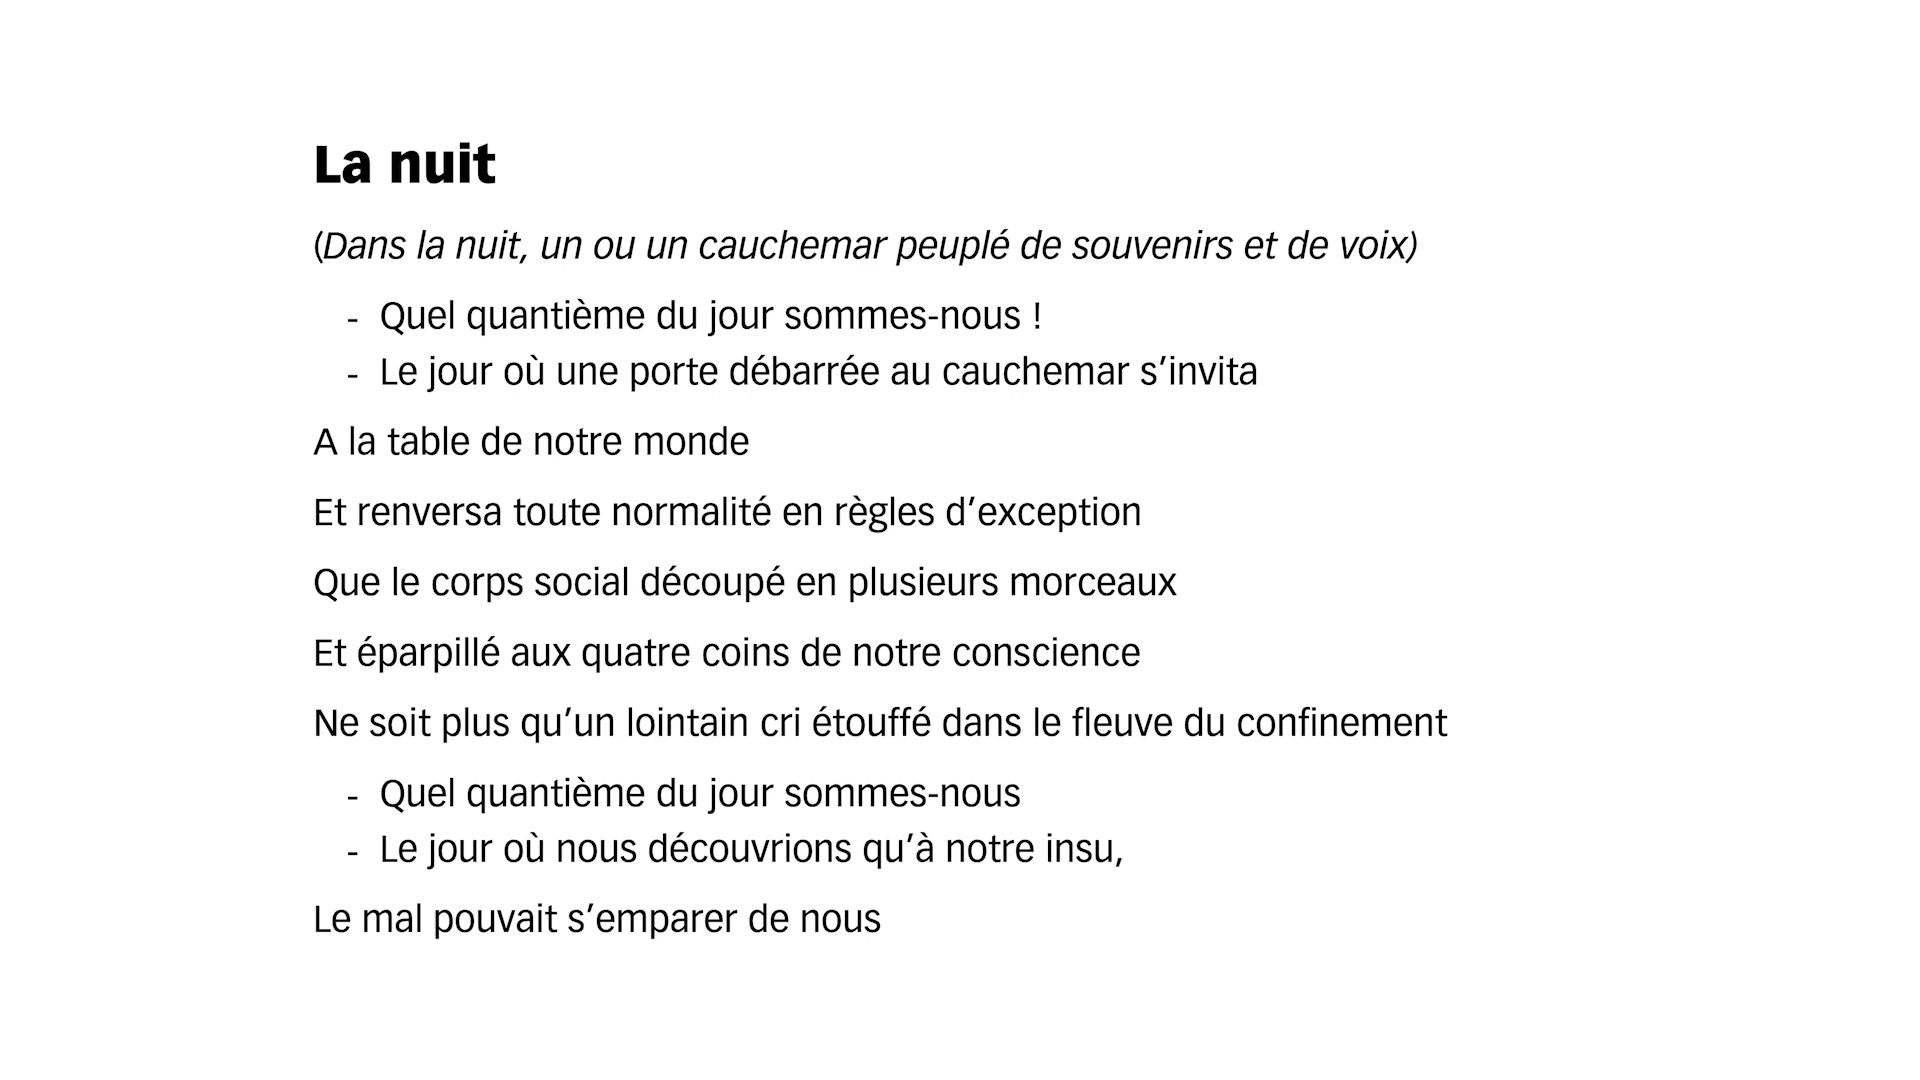 La nuit
(Dans la nuit, un ou un cauchemar peuplé de souvenirs et de voix)
- Quel quantième du jour sommes-nous !
- Le jour où une porte débarrée au cauchemar s’invita
A la table de notre monde
Et renversa toute normalité en règles d’exception
Que le corps social découpé en plusieurs morceaux
Et éparpillé aux quatre coins de notre conscience
Ne soit plus qu’un lointain cri étouffé dans le fleuve du confinement
- Quel quantième du jour sommes-nous
- Le jour où nous découvrions qu’à notre insu,
Le mal pouvait s’emparer de nous